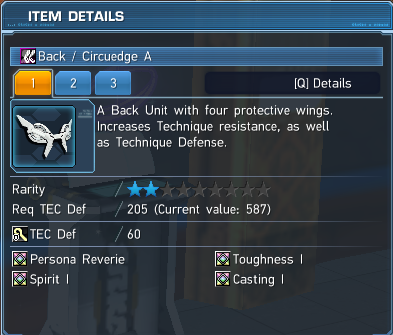 ITEM DETAILS
Back / Circuedge A
1 2 3 [Q] Details
A Back Unit with four protective wings.
Increases Technique resistance, as well
as Technique Defense.
Rarity /
Req TEC Def / 205 (Current value: 587)
TEC Def / 60
Persona Reverie Toughness I
Spirit I Casting I